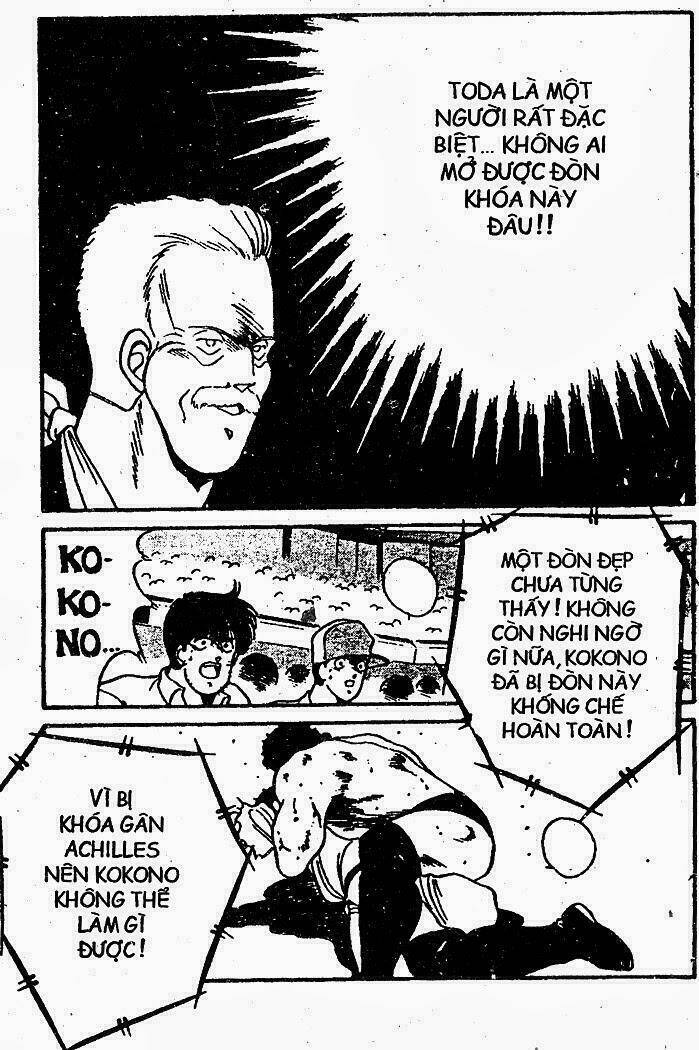 TODA LÀ MỘT
NGƯỜI RẤT ĐẶC
BIỆT... KHÔNG AI
MỞ ĐƯỢC ĐÒN
KHÓA NÀY
ĐÂU!!
KO-
KO-
NO...
MỘT ĐÒN ĐẸP
CHƯA TỪNG
THẤY! KHÔNG
CÒN NGHI NGỜ
GÌ NỮA, KOKONO
ĐÃ BỊ ĐÒN NÀY
KHỐNG CHẾ
HOÀN TOÀN!
VÌ BỊ
KHÓA GÂN
ACHILLES
NÊN KOKONO
KHÔNG THỂ
LÀM GÌ
ĐƯỢC!